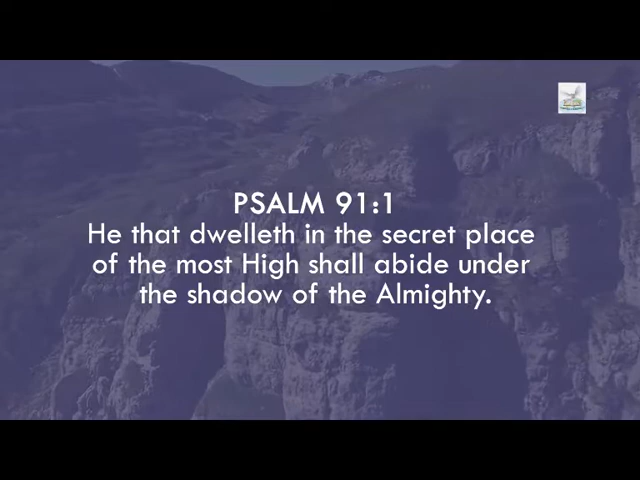 PSALM 91:1
He that dwelleth in the secret place
of the most High shall abide under
the shadow of the Almighty.